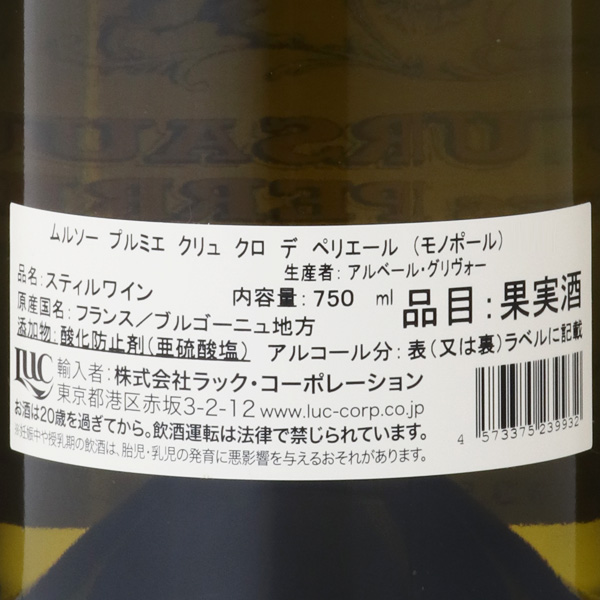 ムルソー プルミエ クリュ クロ デ ペリエール (モノポール)
生産者: アルベール・グリヴォー
品名: スティルワイン
内容量: 750 ml
品目: 果実酒
原産国名: フランス/ブルゴーニュ地方
添加物: 酸化防止剤(亜硫酸塩) アルコール分: 表(又は裏)ラベルに記載
LUC
輸入者: 株式会社ラック・コーポレーション
東京都港区赤坂3-2-12 www.luc-corp.co.jp
お酒は20歳を過ぎてから。飲酒運転は法律で禁じられています。
※妊娠中や授乳期の飲酒は、胎児・乳児の発育に悪影響を与えるおそれがあります。
4 573375 239932